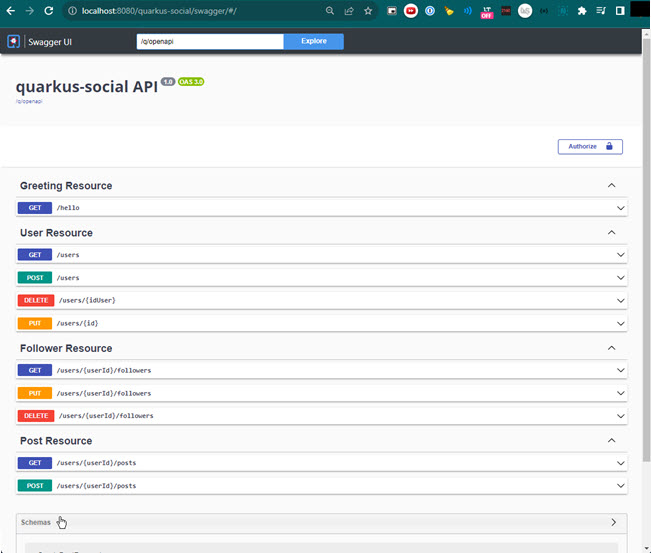 localhost:8080/quarkus-social/swagger/#/
LT
OFF
Swagger UI
/q/openapi
Explore
quarkus-social API 1.0 OAS 3.0
/q/openapi
Authorize
Greeting Resource
GET /hello
User Resource
GET /users
POST /users
DELETE /users/{idUser}
PUT /users/{id}
Follower Resource
GET /users/{userId}/followers
PUT /users/{userId}/followers
DELETE /users/{userId}/followers
Post Resource
GET /users/{userId}/posts
POST /users/{userId}/posts
Schemas